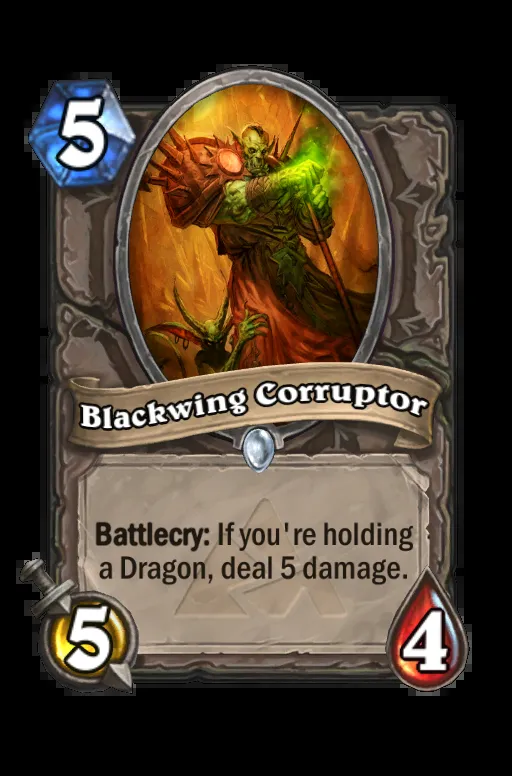 5
Blackwing Corruptor
Battlecry: If you're holding
a Dragon, deal 5 damage.
5
4